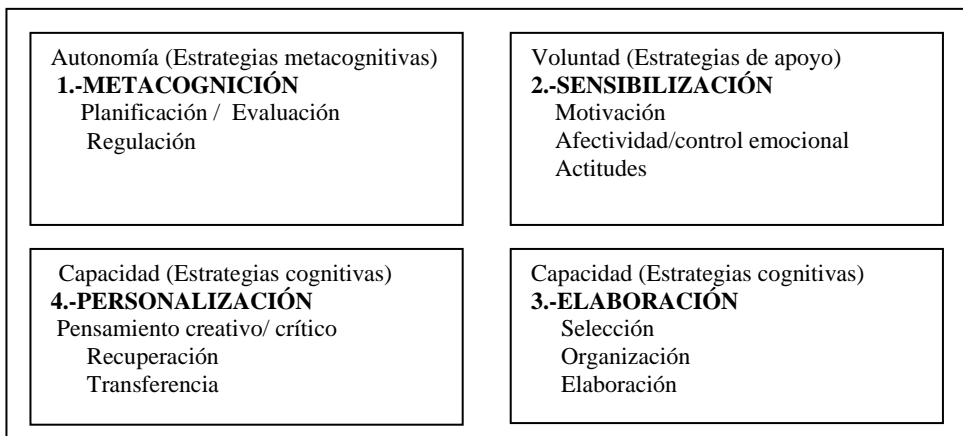 Autonomía (Estrategias metacognitivas)
1.-METACOGNICIÓN
Planificación / Evaluación
Regulación
Voluntad (Estrategias de apoyo)
2.-SENSIBILIZACIÓN
Motivación
Afectividad/control emocional
Actitudes
Capacidad (Estrategias cognitivas)
4.-PERSONALIZACIÓN
Pensamiento creativo/ crítico
Recuperación
Transferencia
Capacidad (Estrategias cognitivas)
3.-ELABORACIÓN
Selección
Organización
Elaboración